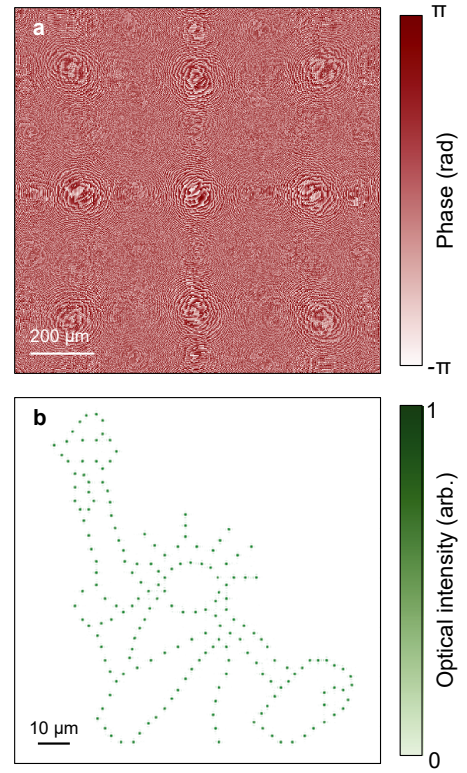 a
π
Phase (rad)
200 μm
-π
b
1
Optical intensity (arb.)
10 μm
0